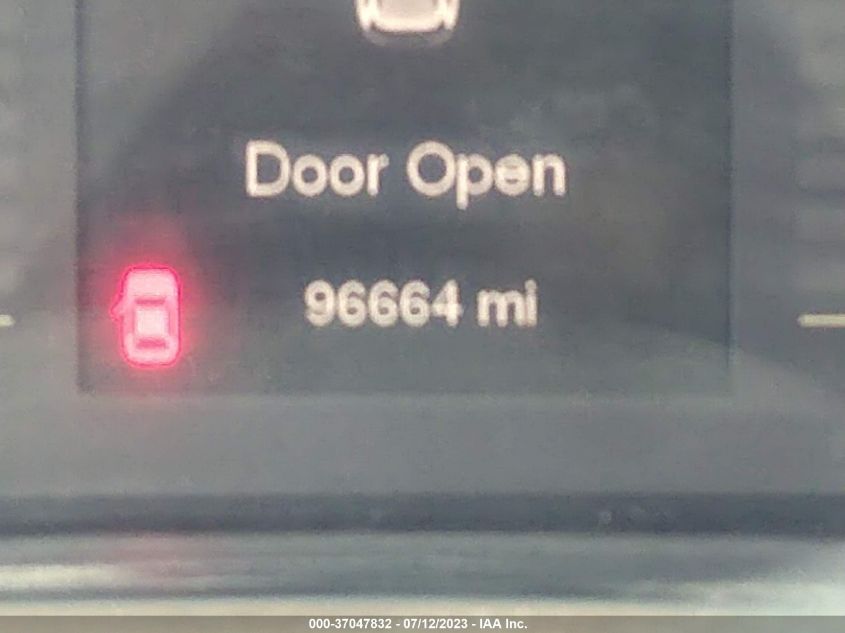 Door Open
96664 mi
000-37047832 - 07/12/2023 - IAA Inc.